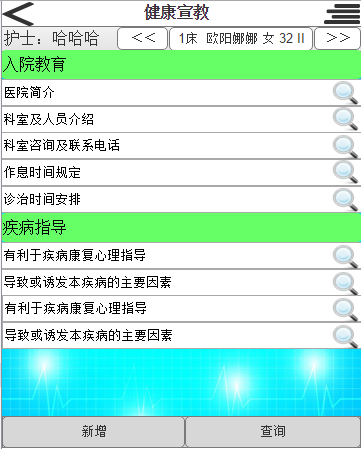 健康宣教
护士：哈哈哈 << 1床 欧阳娜娜 女 32 II >>
入院教育
医院简介
科室及人员介绍
科室咨询及联系电话
作息时间规定
诊治时间安排
疾病指导
有利于疾病康复心理指导
导致或诱发本疾病的主要因素
有利于疾病康复心理指导
导致或诱发本疾病的主要因素
新增 查询